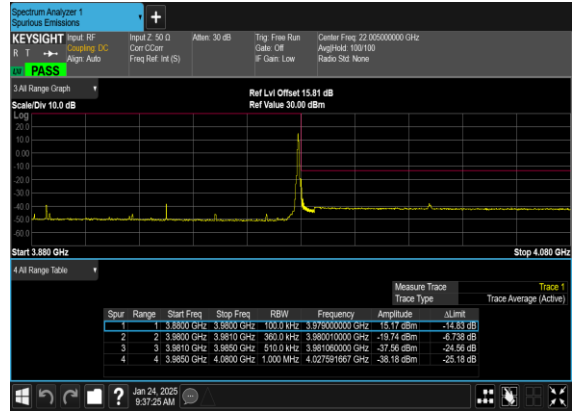 Spectrum Analyzer 1
Spurious Emissions
KEYSIGHT Input: RF Input Z: 50 Ω Atten: 30 dB Trig: Free Run Center Freq: 22.005000000 GHz
R T Coupling: DC Corr CCorr Gate: Off Avg|Hold: 100/100
Align: Auto Freq Ref: Int (S) IF Gain: Low Radio Std: None
PASS
3 All Range Graph
Ref Lvl Offset 15.81 dB
Scale/Div 10.0 dB Ref Value 30.00 dBm
Log
20.0
10.0
0.00
-10.0
-20.0
-30.0
-40.0
-50.0
-60.0
Start 3.880 GHz Stop 4.080 GHz
4 All Range Table
Measure Trace Trace 1
Trace Type Trace Average (Active)
Spur Range Start Freq Stop Freq RBW Frequency Amplitude ΔLimit
1 1 3.8800 GHz 3.9800 GHz 100.0 kHz 3.979000000 GHz 15.17 dBm -14.83 dB
2 2 3.9800 GHz 3.9810 GHz 360.0 kHz 3.980010000 GHz -19.74 dBm -6.738 dB
3 3 3.9810 GHz 3.9850 GHz 510.0 kHz 3.981060000 GHz -37.56 dBm -24.56 dB
4 4 3.9850 GHz 4.0800 GHz 1.000 MHz 4.027591667 GHz -38.18 dBm -25.18 dB
Jan 24, 2025
9:37:25 AM